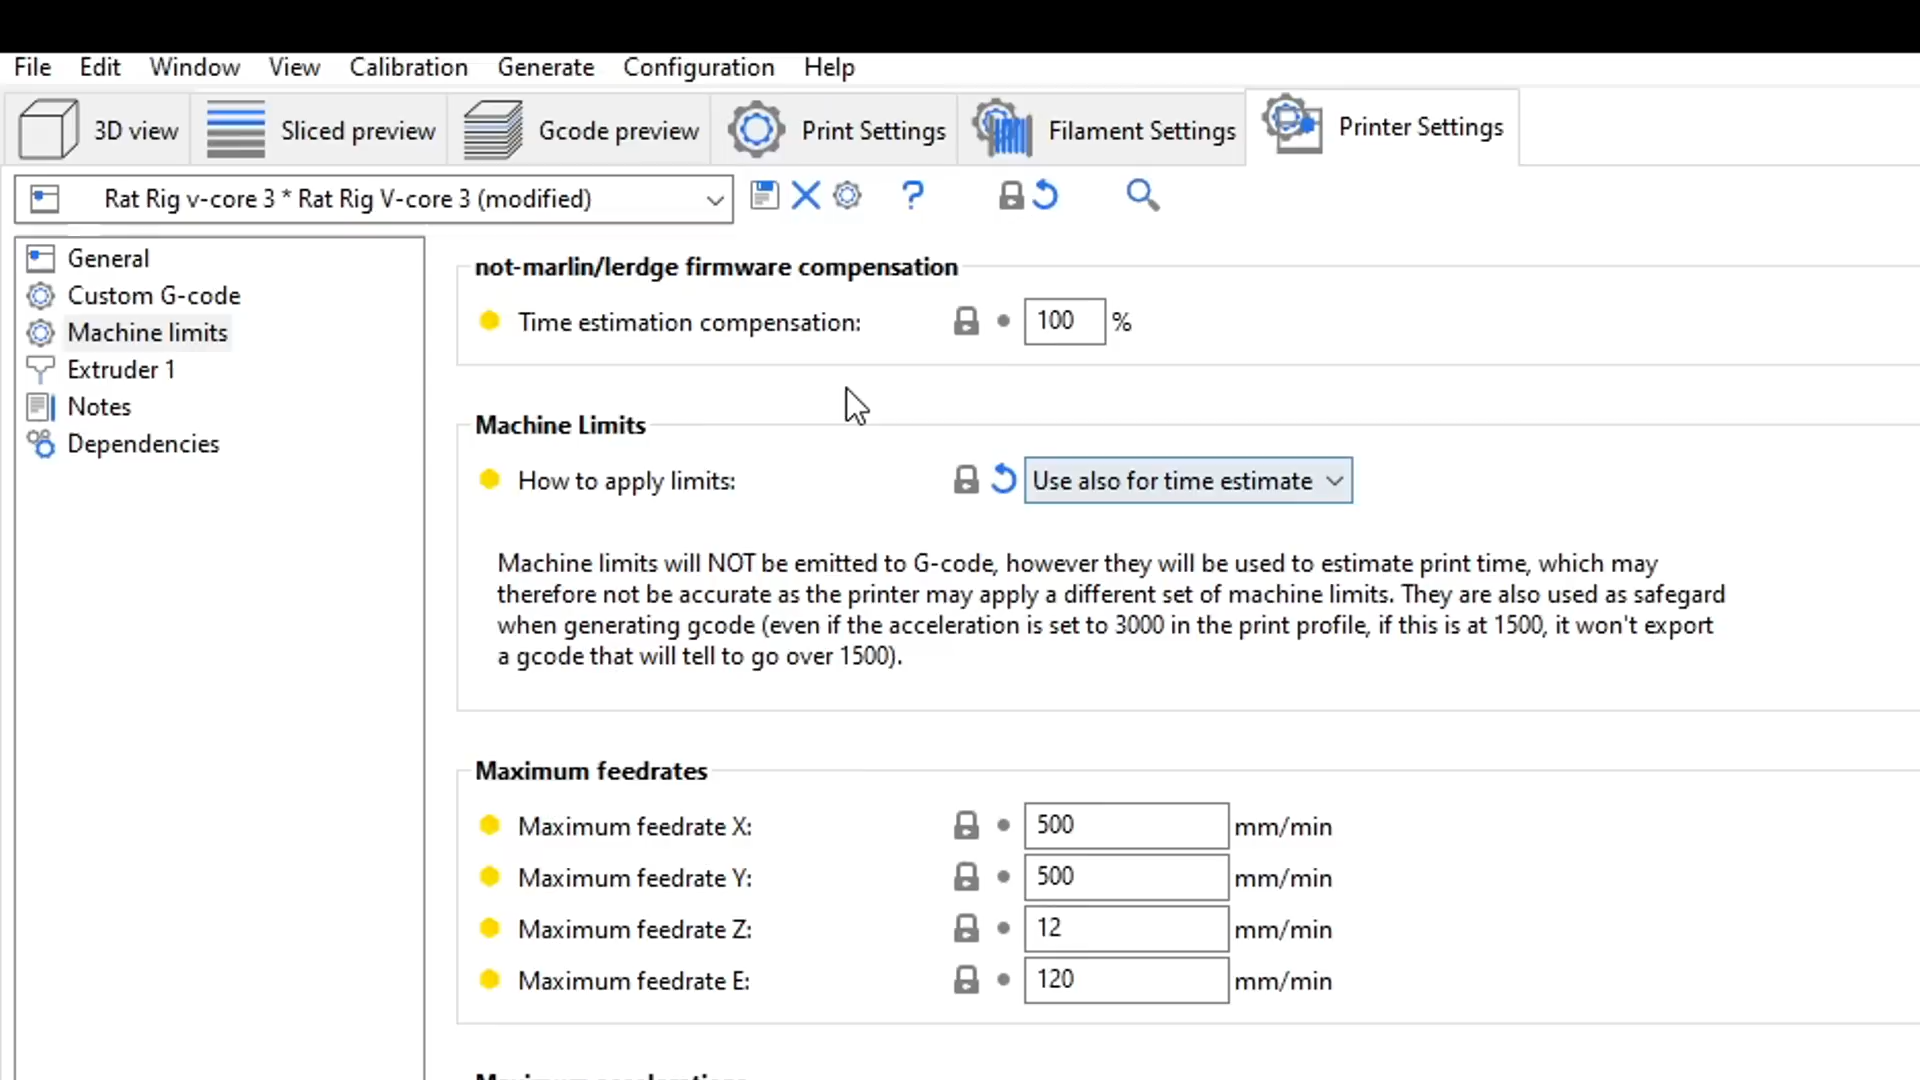 File Edit Window View Calibration Generate Configuration Help
3D view Sliced preview Gcode preview Print Settings Filament Settings Printer Settings
Rat Rig v-core 3 * Rat Rig V-core 3 (modified) ?
General
Custom G-code
Machine limits
Extruder 1
Notes
Dependencies
not-marlin/lerdge firmware compensation
Time estimation compensation: 100 %
Machine Limits
How to apply limits: Use also for time estimate
Machine limits will NOT be emitted to G-code, however they will be used to estimate print time, which may
therefore not be accurate as the printer may apply a different set of machine limits. They are also used as safegard
when generating gcode (even if the acceleration is set to 3000 in the print profile, if this is at 1500, it won't export
a gcode that will tell to go over 1500).
Maximum feedrates
Maximum feedrate X: 500 mm/min
Maximum feedrate Y: 500 mm/min
Maximum feedrate Z: 12 mm/min
Maximum feedrate E: 120 mm/min